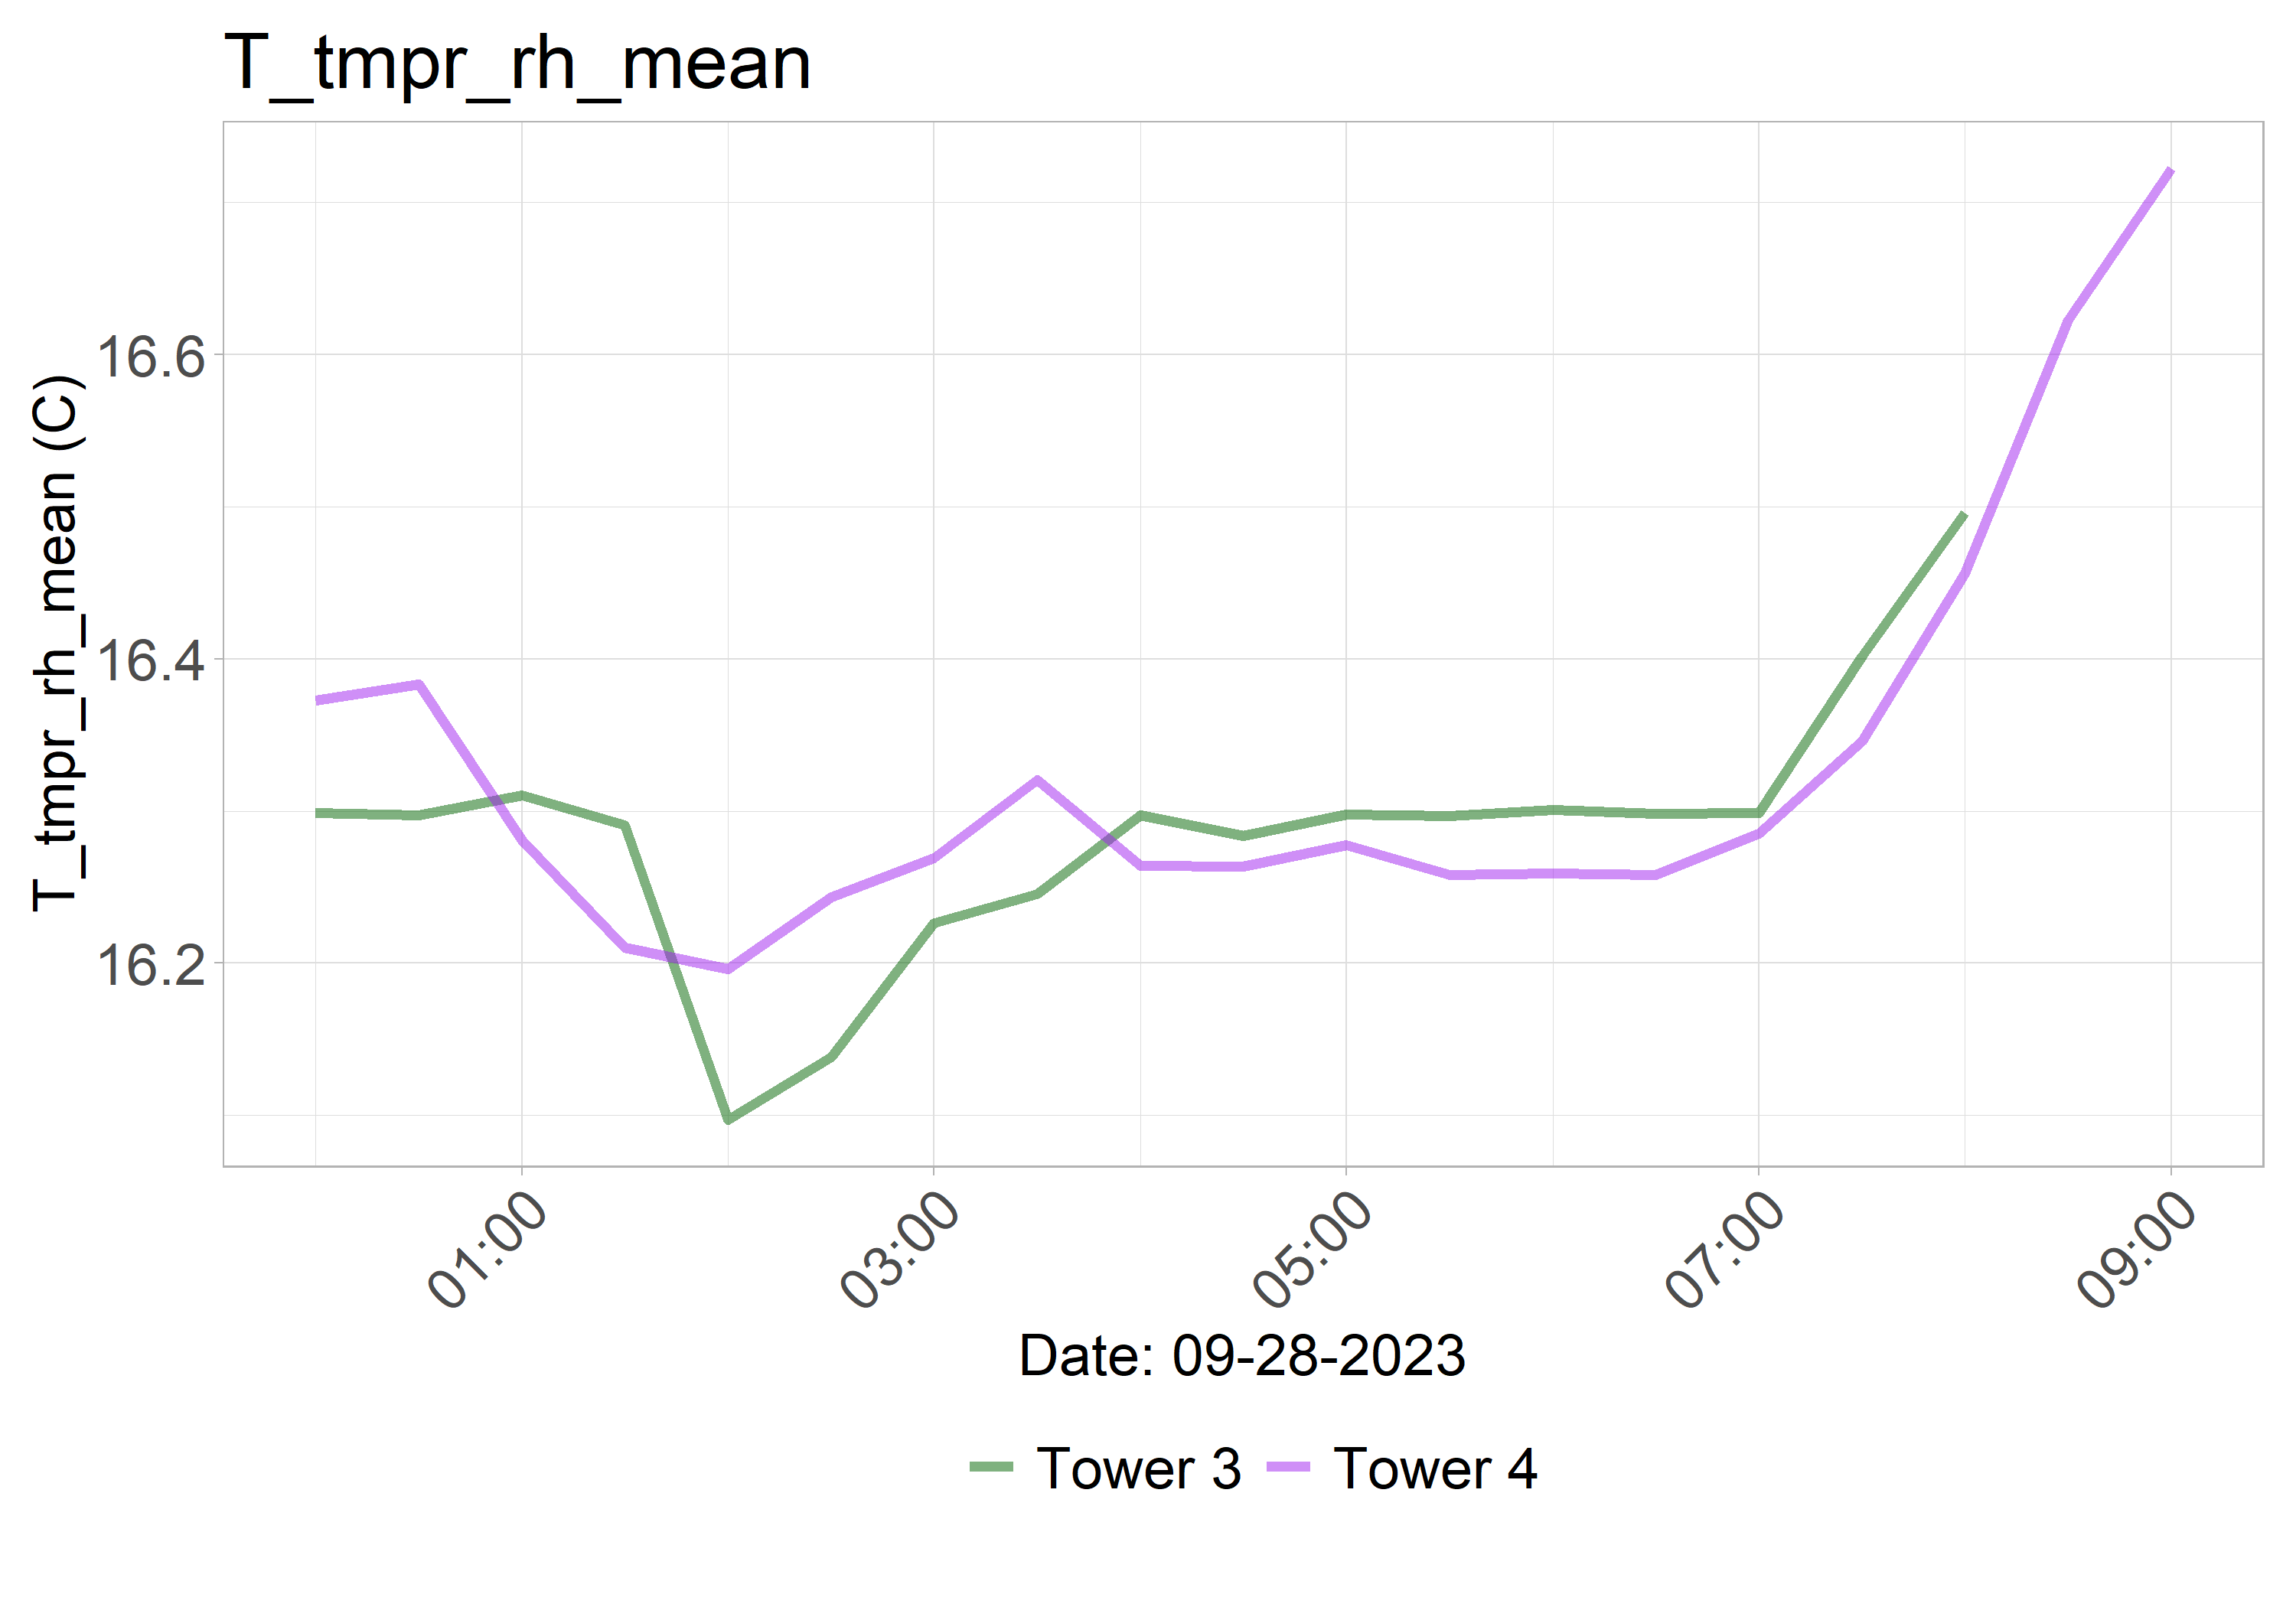 T_tmpr_rh_mean
T_tmpr_rh_mean (C)
16.6
16.4
16.2
01:00
03:00
05:00
07:00
09:00
Date: 09-28-2023
Tower 3
Tower 4